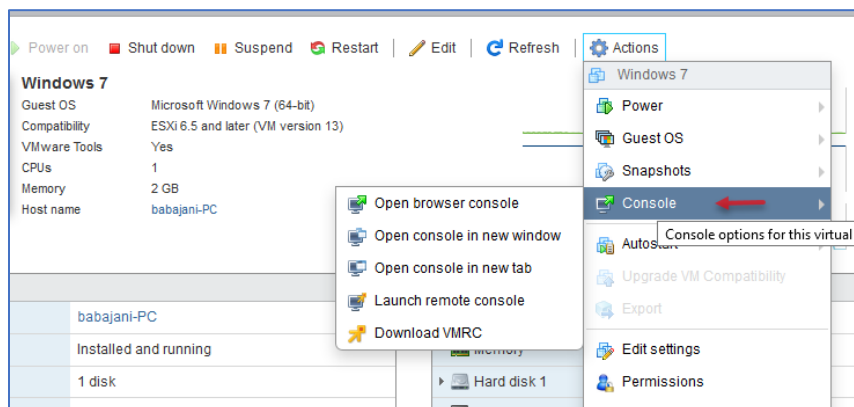 Power on Shut down Suspend Restart Edit Refresh Actions
Windows 7
Guest OS Microsoft Windows 7 (64-bit)
Compatibility ESXi 6.5 and later (VM version 13)
VMware Tools Yes
CPUs 1
Memory 2 GB
Host name babajani-PC
Windows 7
Power
Guest OS
Snapshots
Console
Console options for this virtual
Upgrade VM Compatibility
Export
Edit settings
Permissions
Open browser console
Open console in new window
Open console in new tab
Launch remote console
Download VMRC
babajani-PC
Installed and running
1 disk
Hard disk 1